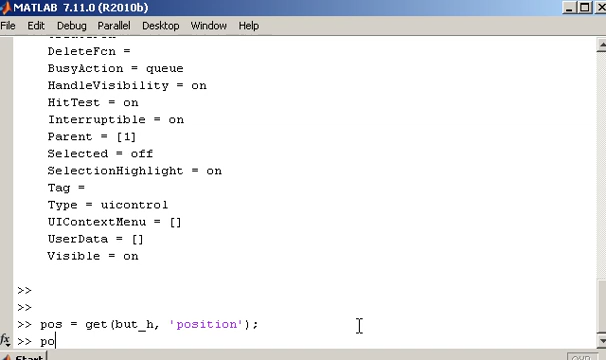 MATLAB 7.11.0 (R2010b)
File Edit Debug Parallel Desktop Window Help
DeleteFcn =
BusyAction = queue
HandleVisibility = on
HitTest = on
Interruptible = on
Parent = [1]
Selected = off
SelectionHighlight = on
Tag =
Type = uicontrol
UIContextMenu = []
UserData = []
Visible = on
>>
>>
>> pos = get(but_h, 'position');
fx >> po
Start OVR